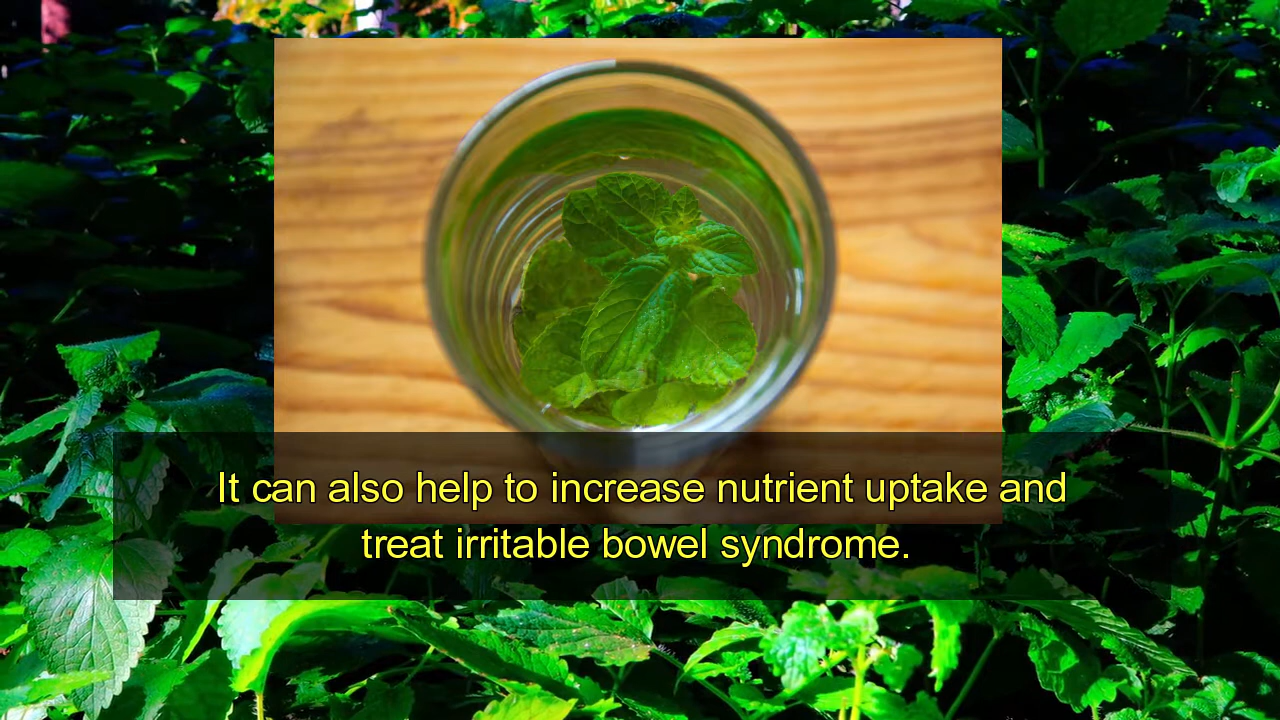 It can also help to increase nutrient uptake and
treat irritable bowel syndrome.